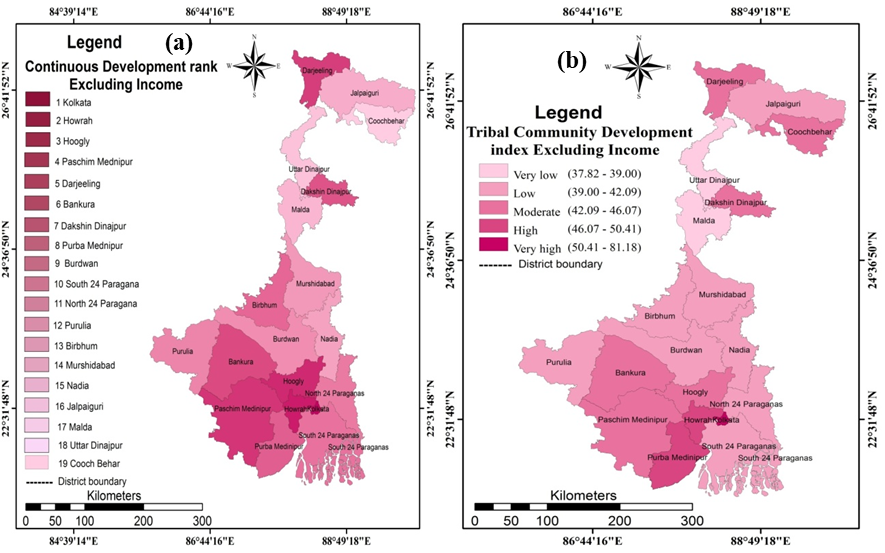 84°39'14"E
86°44'16"E
88°49'18"E
Legend
(a)
Continuous Development rank
Excluding Income
1 Kolkata
2 Howrah
3 Hoogly
4 Paschim Mednipur
5 Darjeeling
6 Bankura
7 Dakshin Dinajpur
8 Purba Mednipur
9 Burdwan
10 South 24 Paragana
11 North 24 Paragana
12 Purulia
13 Birbhum
14 Murshidabad
15 Nadia
16 Jalpaiguri
17 Malda
18 Uttar Dinajpur
19 Cooch Behar
District boundary
Kilometers
0 25 50 100 200 300
N
W E
S
Darjeeling
Jalpaiguri
Coochbehar
Uttar Dinajpur
Dakshin Dinajpur
Malda
Murshidabad
Birbhum
Burdwan
Nadia
Purulia
Bankura
Hoogly
North 24 Paraganas
Paschim Medinipur
Howrah
Kolkata
South 24 Paraganas
Purba Medinipur
South 24 Paraganas
26°41'52"N
24°36'50"N
22°31'48"N
84°39'14"E
86°44'16"E
88°49'18"E
86°44'16"E
88°49'18"E
(b)
N
W E
S
Legend
Tribal Community Development
index Excluding Income
Very low (37.82 - 39.00)
Low (39.00 - 42.09)
Moderate (42.09 - 46.07)
High (46.07 - 50.41)
Very high (50.41 - 81.18)
District boundary
Darjeeling
Jalpaiguri
Coochbehar
Uttar Dinajpur
Dakshin Dinajpur
Malda
Murshidabad
Birbhum
Burdwan
Nadia
Purulia
Bankura
Hoogly
North 24 Paraganas
Paschim Medinipur
Howrah
Kolkata
South 24 Paraganas
Purba Medinipur
South 24 Paraganas
Kilometers
0 50 100 200 300
26°41'52"N
24°36'50"N
22°31'48"N
86°44'16"E
88°49'18"E